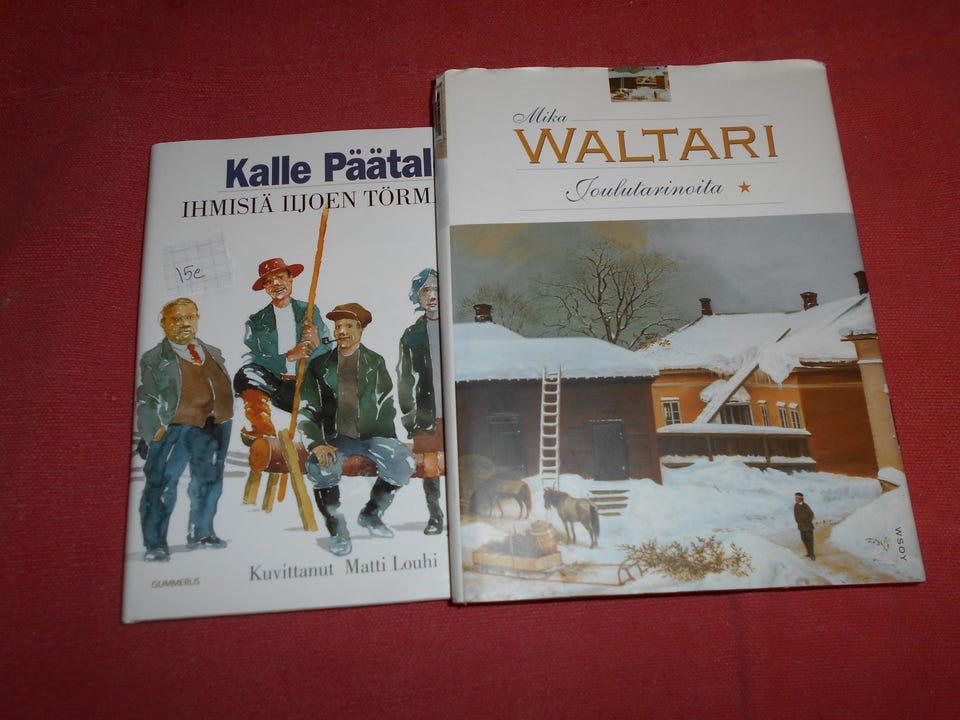 Kalle Päätal
IHMISIÄ IIJOEN TÖRM
15e
Kuvittanut Matti Louhi
GUMMERUS
Mika
WALTARI
Joulutarinoita
WSOY